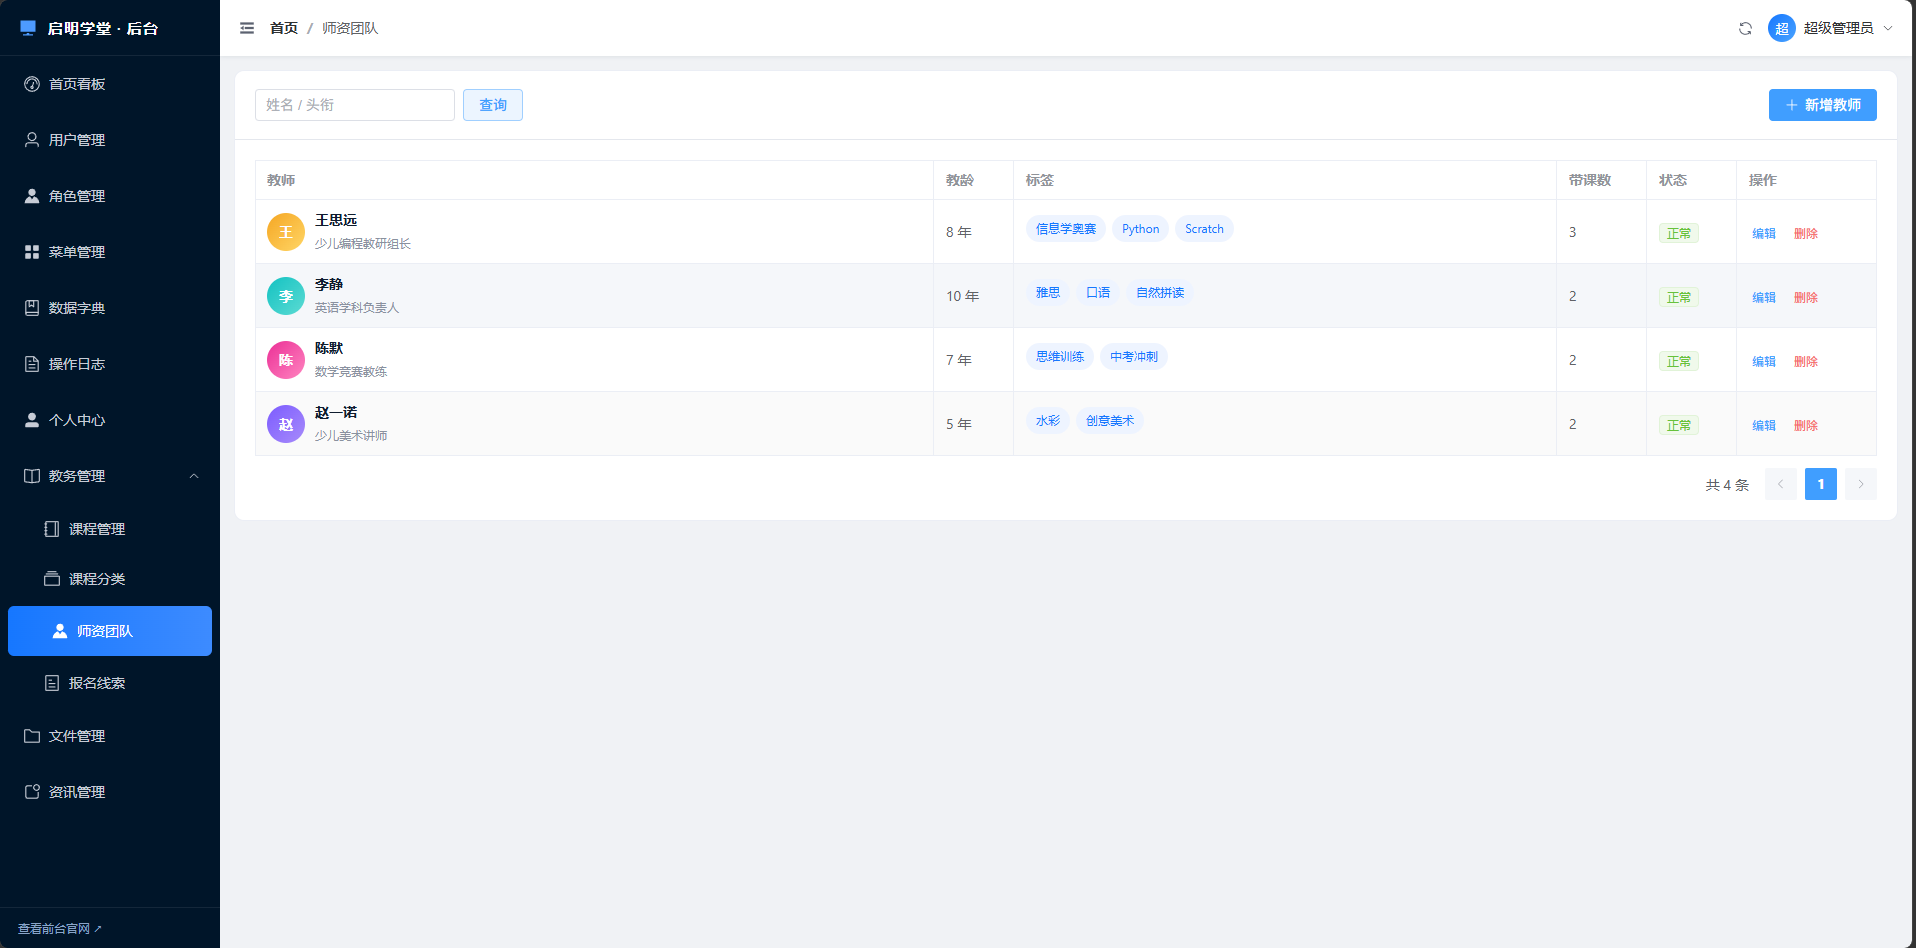 启明学堂 · 后台
首页 / 师资团队
超 超级管理员
首页看板
用户管理
角色管理
菜单管理
数据字典
操作日志
个人中心
教务管理
课程管理
课程分类
师资团队
报名线索
文件管理
资讯管理
查看前台官网 ↗
姓名 / 头衔 查询 + 新增教师
教师 教龄 标签 带课数 状态 操作
王 王思远 8 年 信息学奥赛 Python Scratch 3 正常 编辑 删除
少儿编程教研组长
李 李静 10 年 雅思 口语 自然拼读 2 正常 编辑 删除
英语学科负责人
陈 陈默 7 年 思维训练 中考冲刺 2 正常 编辑 删除
数学竞赛教练
赵 赵一诺 5 年 水彩 创意美术 2 正常 编辑 删除
少儿美术讲师
共 4 条 1